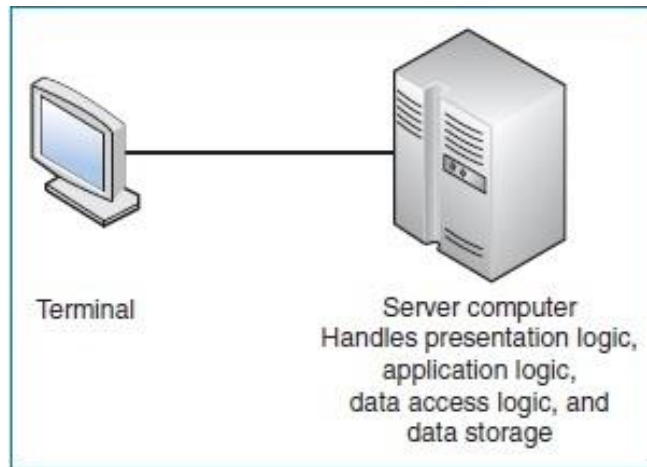 Terminal
Server computer
Handles presentation logic,
application logic,
data access logic, and
data storage